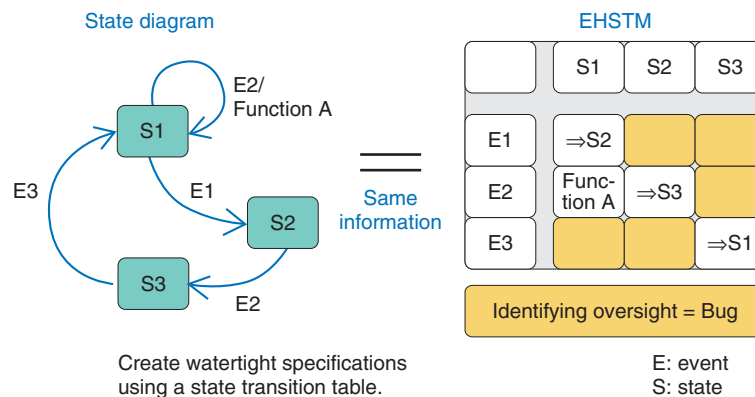 State diagram
E2/
Function A
S1
E3
E1
S2
S3
E2
Same
information
EHSTM
S1 S2 S3
E1 ⇒S2
E2 Func-
tion A ⇒S3
E3 ⇒S1
Identifying oversight = Bug
Create watertight specifications
using a state transition table.
E: event
S: state